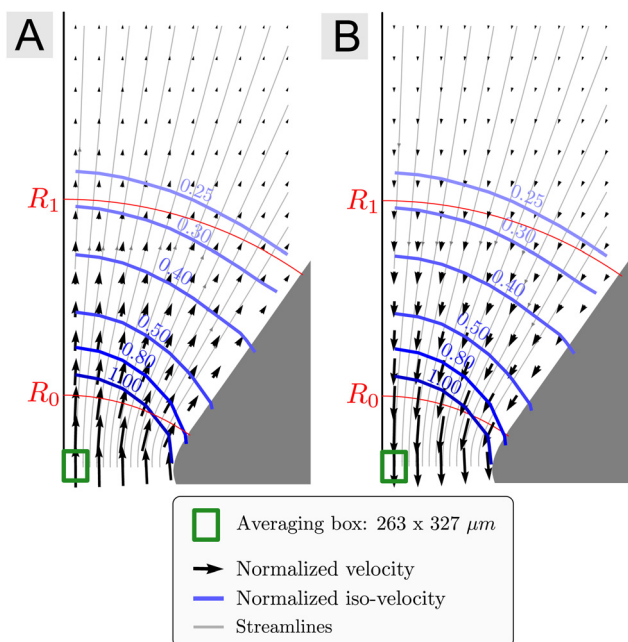 A
B
0.25
R1
0.30
0.40
0.50
0.80
1.00
R0
0.25
R1
0.30
0.40
0.50
0.80
1.00
R0
Averaging box: 263 x 327 μm
Normalized velocity
Normalized iso-velocity
Streamlines